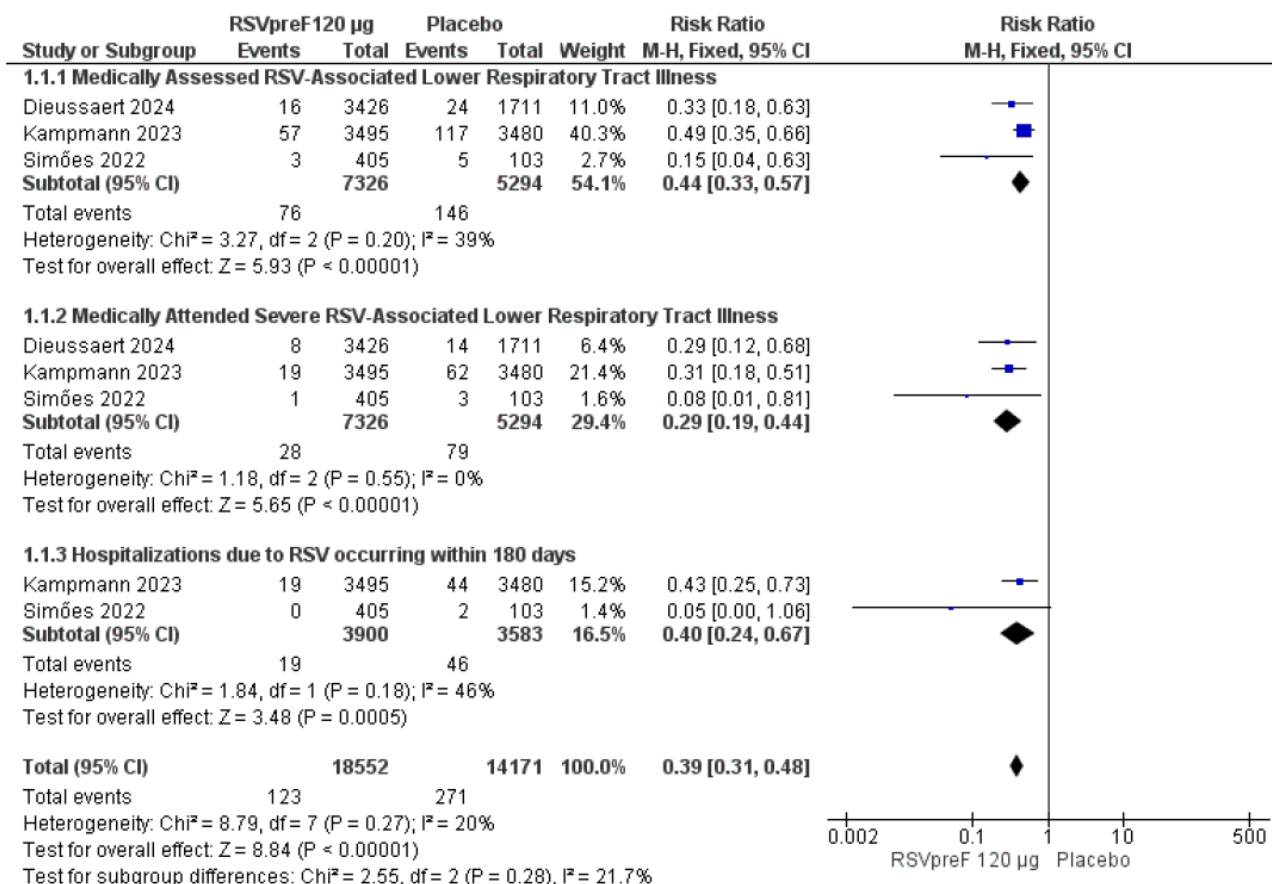 RSVpreF120 µg Placebo Risk Ratio Risk Ratio
Study or Subgroup Events Total Events Total Weight M-H, Fixed, 95% CI M-H, Fixed, 95% CI
1.1.1 Medically Assessed RSV-Associated Lower Respiratory Tract Illness
Dieussaert 2024 16 3426 24 1711 11.0% 0.33 [0.18, 0.63]
Kampmann 2023 57 3495 117 3480 40.3% 0.49 [0.35, 0.66]
Simőes 2022 3 405 5 103 2.7% 0.15 [0.04, 0.63]
Subtotal (95% CI) 7326 5294 54.1% 0.44 [0.33, 0.57]
Total events 76 146
Heterogeneity: Chi² = 3.27, df = 2 (P = 0.20); I² = 39%
Test for overall effect: Z = 5.93 (P < 0.00001)
1.1.2 Medically Attended Severe RSV-Associated Lower Respiratory Tract Illness
Dieussaert 2024 8 3426 14 1711 6.4% 0.29 [0.12, 0.68]
Kampmann 2023 19 3495 62 3480 21.4% 0.31 [0.18, 0.51]
Simőes 2022 1 405 3 103 1.6% 0.08 [0.01, 0.81]
Subtotal (95% CI) 7326 5294 29.4% 0.29 [0.19, 0.44]
Total events 28 79
Heterogeneity: Chi² = 1.18, df = 2 (P = 0.55); I² = 0%
Test for overall effect: Z = 5.65 (P < 0.00001)
1.1.3 Hospitalizations due to RSV occurring within 180 days
Kampmann 2023 19 3495 44 3480 15.2% 0.43 [0.25, 0.73]
Simőes 2022 0 405 2 103 1.4% 0.05 [0.00, 1.06]
Subtotal (95% CI) 3900 3583 16.5% 0.40 [0.24, 0.67]
Total events 19 46
Heterogeneity: Chi² = 1.84, df = 1 (P = 0.18); I² = 46%
Test for overall effect: Z = 3.48 (P = 0.0005)
Total (95% CI) 18552 14171 100.0% 0.39 [0.31, 0.48]
Total events 123 271
Heterogeneity: Chi² = 8.79, df = 7 (P = 0.27); I² = 20%
Test for overall effect: Z = 8.84 (P < 0.00001)
Test for subgroup differences: Chi² = 2.55, df = 2 (P = 0.28), I² = 21.7%
0.002 0.1 1 10 500
RSVpreF 120 µg Placebo